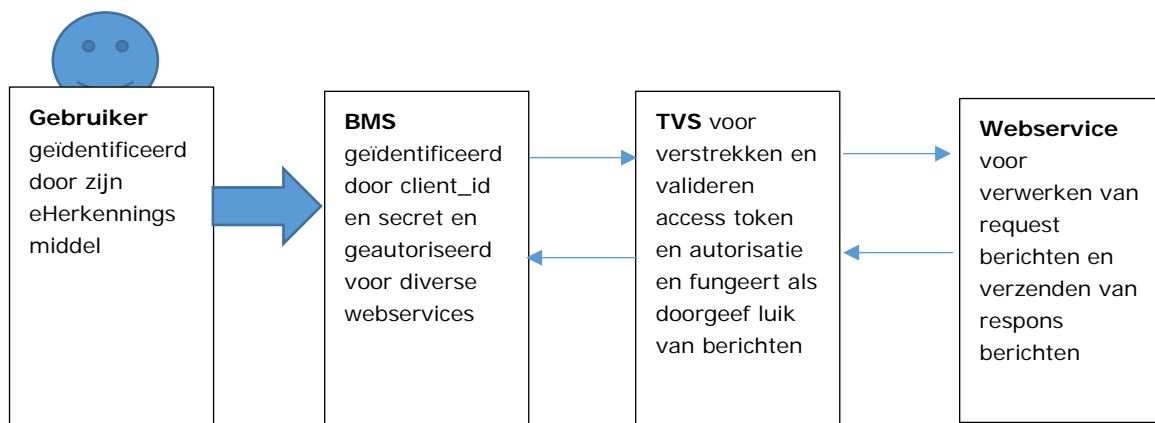 Gebruiker
geïdentificeerd
door zijn
eHerkennings
middel
BMS
geïdentificeerd
door client_id
en secret en
geautoriseerd
voor diverse
webservices
TVS voor
verstrekken en
valideren
access token
en autorisatie
en fungeert als
doorgeef luik
van berichten
Webservice
voor
verwerken van
request
berichten en
verzenden van
respons
berichten